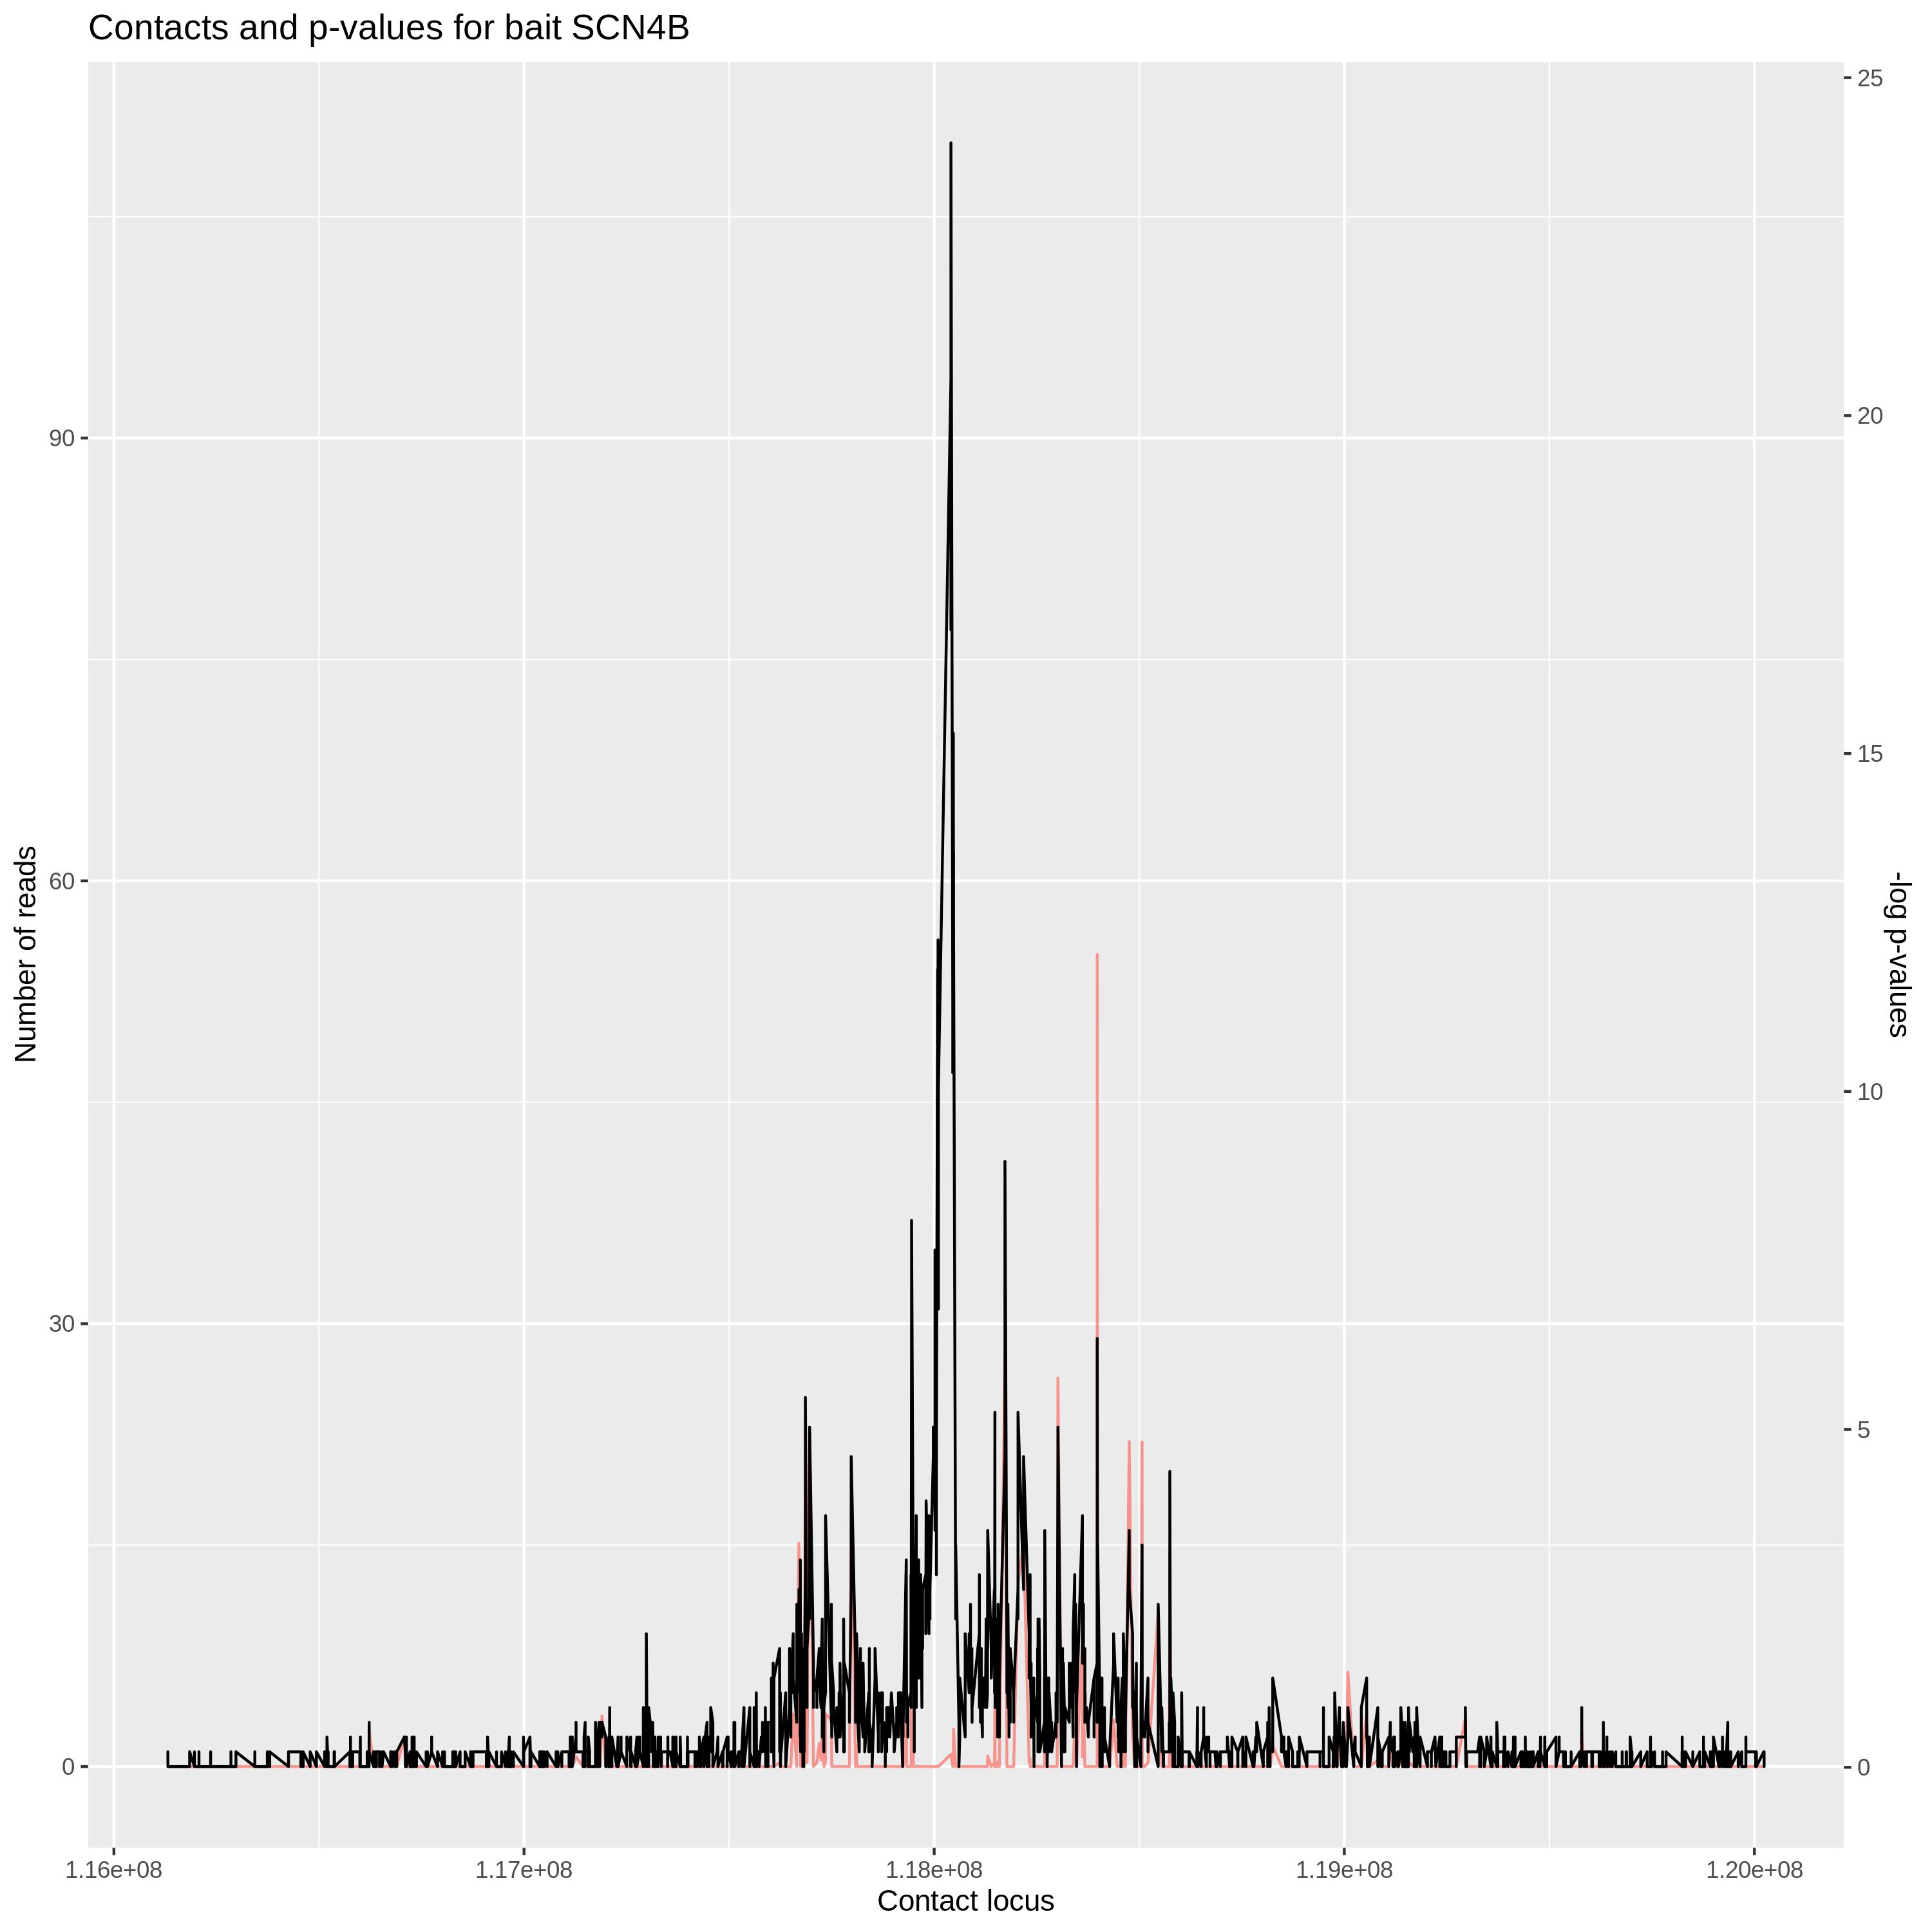 Contacts and p-values for bait SCN4B
25
20
15
10
5
0
90
60
30
0
Number of reads
-log p-values
1.16e+08
1.17e+08
1.18e+08
1.19e+08
1.20e+08
Contact locus